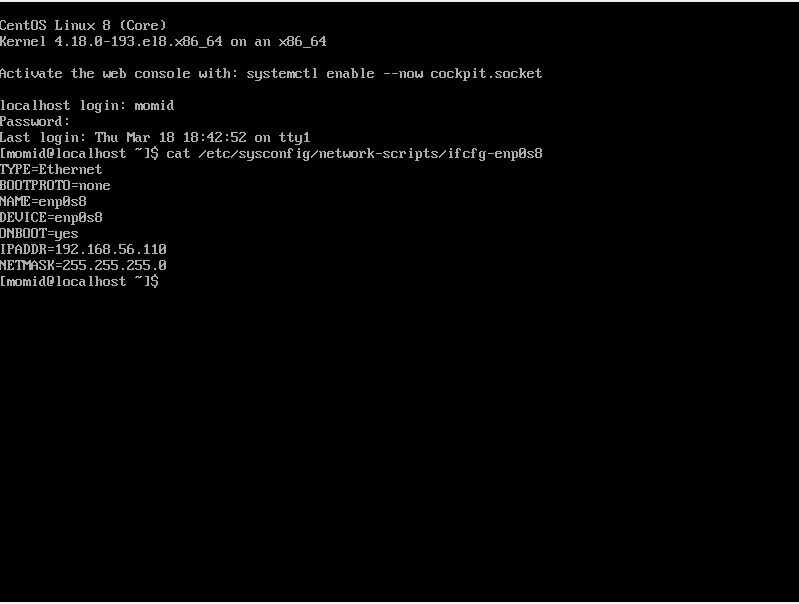 CentOS Linux 8 (Core)
Kernel 4.18.0-193.el8.x86_64 on an x86_64
Activate the web console with: systemctl enable --now cockpit.socket
localhost login: momid
Password:
Last login: Thu Mar 18 18:42:52 on tty1
[momid@localhost ~]$ cat /etc/sysconfig/network-scripts/ifcfg-enp0s8
TYPE=Ethernet
BOOTPROTO=none
NAME=enp0s8
DEVICE=enp0s8
ONBOOT=yes
IPADDR=192.168.56.110
NETMASK=255.255.255.0
[momid@localhost ~]$